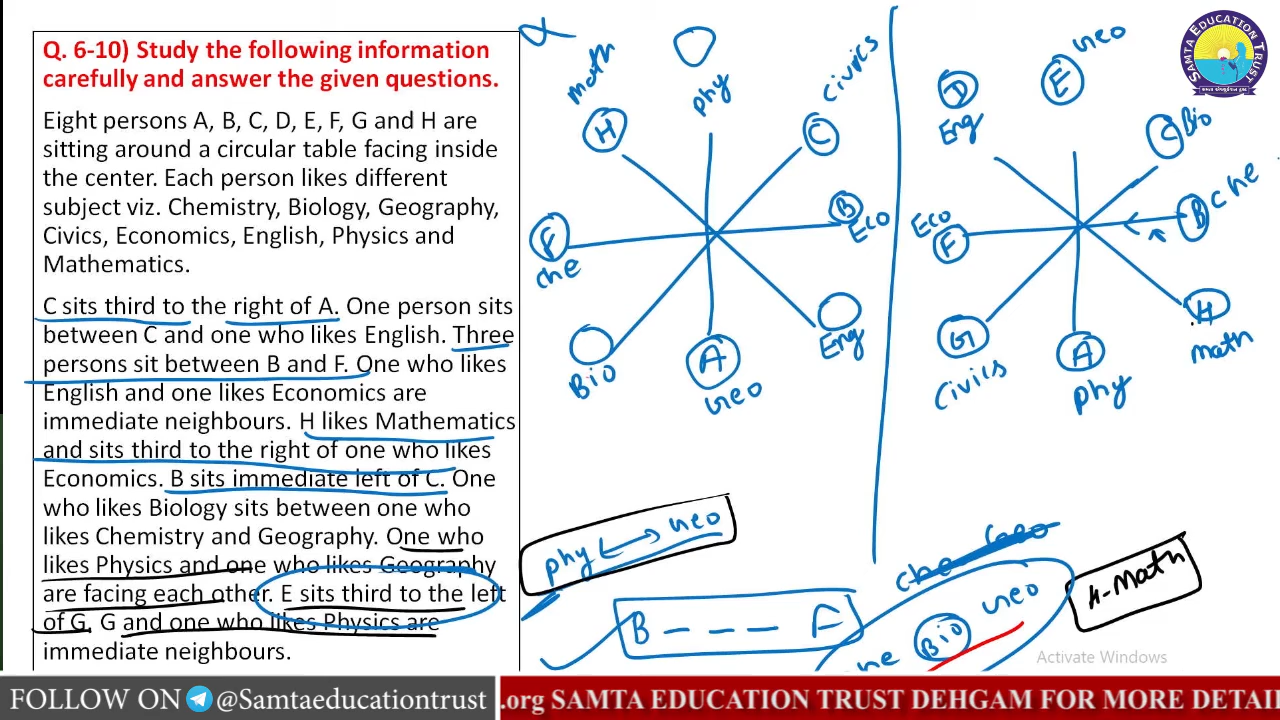 Q. 6-10) Study the following information
carefully and answer the given questions.
Eight persons A, B, C, D, E, F, G and H are
sitting around a circular table facing inside
the center. Each person likes different
subject viz. Chemistry, Biology, Geography,
Civics, Economics, English, Physics and
Mathematics.
C sits third to the right of A. One person sits
between C and one who likes English. Three
persons sit between B and F. One who likes
English and one likes Economics are
immediate neighbours. H likes Mathematics
and sits third to the right of one who likes
Economics. B sits immediate left of C. One
who likes Biology sits between one who
likes Chemistry and Geography. One who
likes Physics and one who likes Geography
are facing each other. E sits third to the left
of G. G and one who likes Physics are
immediate neighbours.
math
phy
civics
H
C
F
che
B
Eco
Bio
A
Geo
Eng
D
Eng
E
Geo
C
Bio
B
che
Eco
F
H
math
G
civics
A
phy
phy Geo
B - - - F
che Geo
Bio
Geo
H-Math
SAMTA EDUCATION TRUST
Activate Windows
FOLLOW ON @Samtaeducationtrust
.org SAMTA EDUCATION TRUST DEHGAM FOR MORE DETAI